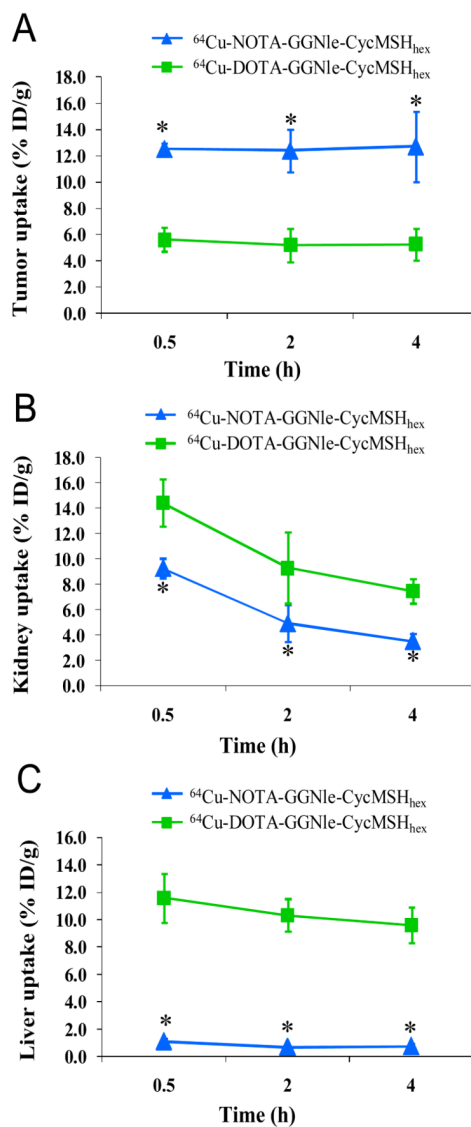 A
⁶⁴Cu-NOTA-GGNle-CycMSHhex
⁶⁴Cu-DOTA-GGNle-CycMSHhex
Tumor uptake (% ID/g)
18.0
16.0
14.0
12.0
10.0
8.0
6.0
4.0
2.0
0.0
* * *
0.5 2 4
Time (h)
B
⁶⁴Cu-NOTA-GGNle-CycMSHhex
⁶⁴Cu-DOTA-GGNle-CycMSHhex
Kidney uptake (% ID/g)
18.0
16.0
14.0
12.0
10.0
8.0
6.0
4.0
2.0
0.0
* * *
0.5 2 4
Time (h)
C
⁶⁴Cu-NOTA-GGNle-CycMSHhex
⁶⁴Cu-DOTA-GGNle-CycMSHhex
Liver uptake (% ID/g)
16.0
14.0
12.0
10.0
8.0
6.0
4.0
2.0
0.0
* * *
0.5 2 4
Time (h)